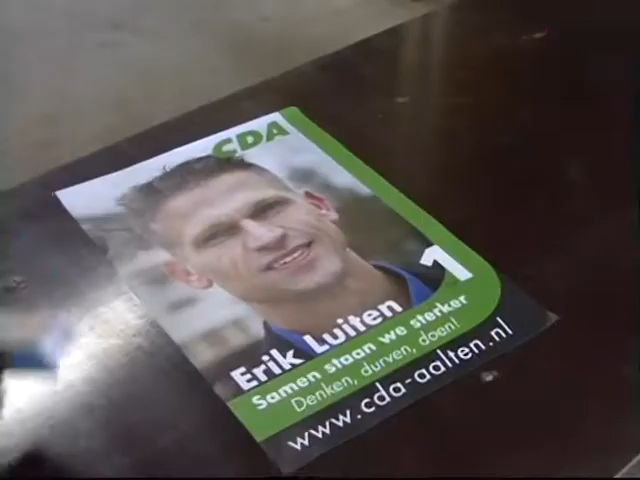 CDA
1
Erik Luiten
Samen staan we sterker
Denken, durven, doen!
www.cda-aalten.nl